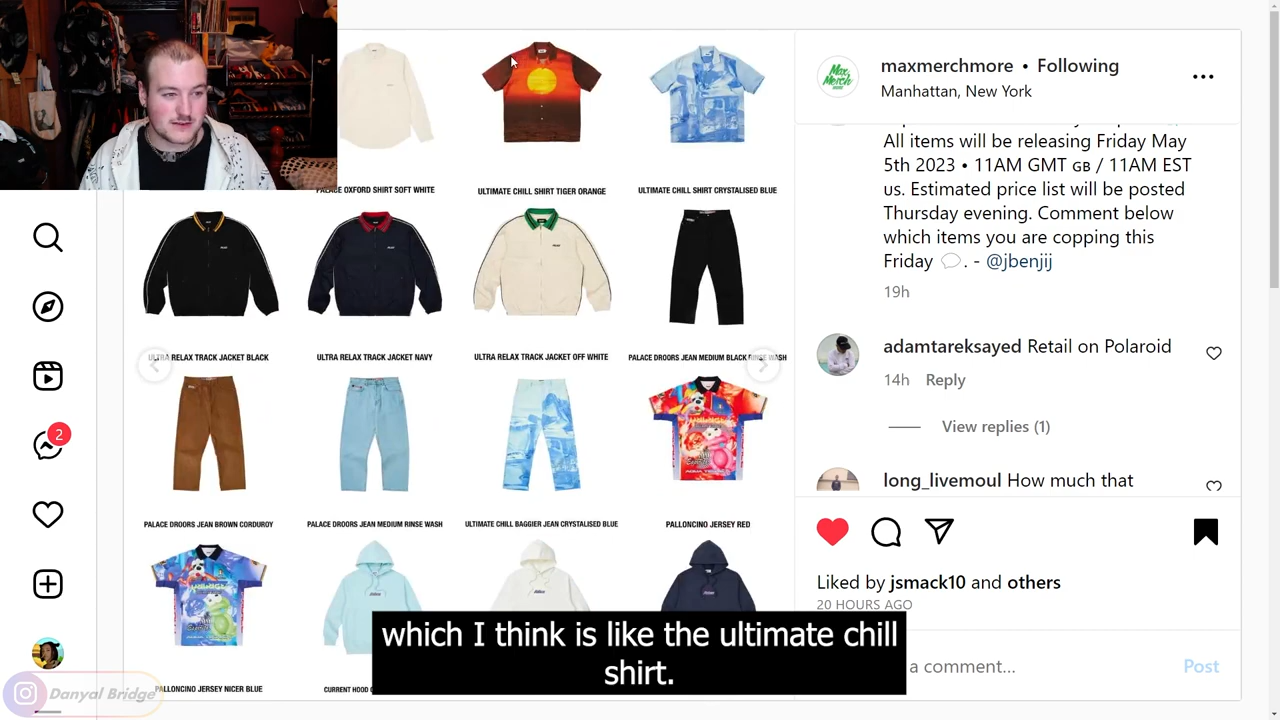 maxmerchmore • Following
Manhattan, New York
Max
Merch
All items will be releasing Friday May
5th 2023 • 11AM GMT GB / 11AM EST
us. Estimated price list will be posted
Thursday evening. Comment below
which items you are copping this
Friday 💬. - @jbenjij
19h
adamtareksayed Retail on Polaroid
14h Reply
View replies (1)
long_livemoul How much that
Liked by jsmack10 and others
20 HOURS AGO
a comment...
Post
PALACE OXFORD SHIRT SOFT WHITE
ULTIMATE CHILL SHIRT TIGER ORANGE
ULTIMATE CHILL SHIRT CRYSTALISED BLUE
ULTRA RELAX TRACK JACKET BLACK
ULTRA RELAX TRACK JACKET NAVY
ULTRA RELAX TRACK JACKET OFF WHITE
PALACE DROORS JEAN MEDIUM BLACK RINSE WASH
PALACE DROORS JEAN BROWN CORDUROY
PALACE DROORS JEAN MEDIUM RINSE WASH
ULTIMATE CHILL BAGGIER JEAN CRYSTALISED BLUE
PALLONCINO JERSEY RED
PALLONCINO JERSEY NICER BLUE
CURRENT HOOD
2
which I think is like the ultimate chill
shirt.
Danyal Bridge